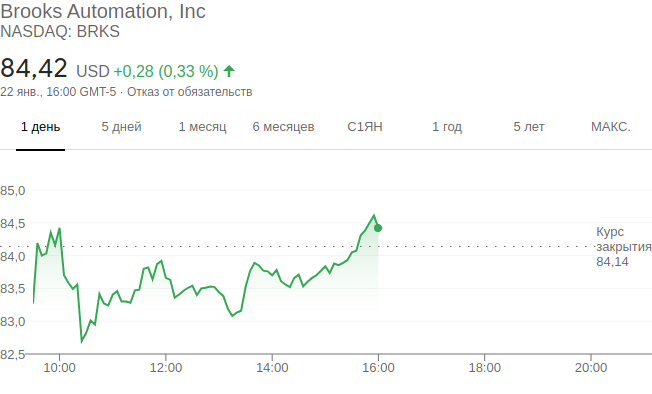 Brooks Automation, Inc
NASDAQ: BRKS
84,42 USD +0,28 (0,33 %)
22 янв., 16:00 GMT-5 · Отказ от обязательств
1 день 5 дней 1 месяц 6 месяцев С1ЯН 1 год 5 лет МАКС.
85,0
84,5
84,0
83,5
83,0
82,5
Курс
закрытия
84,14
10:00 12:00 14:00 16:00 18:00 20:00